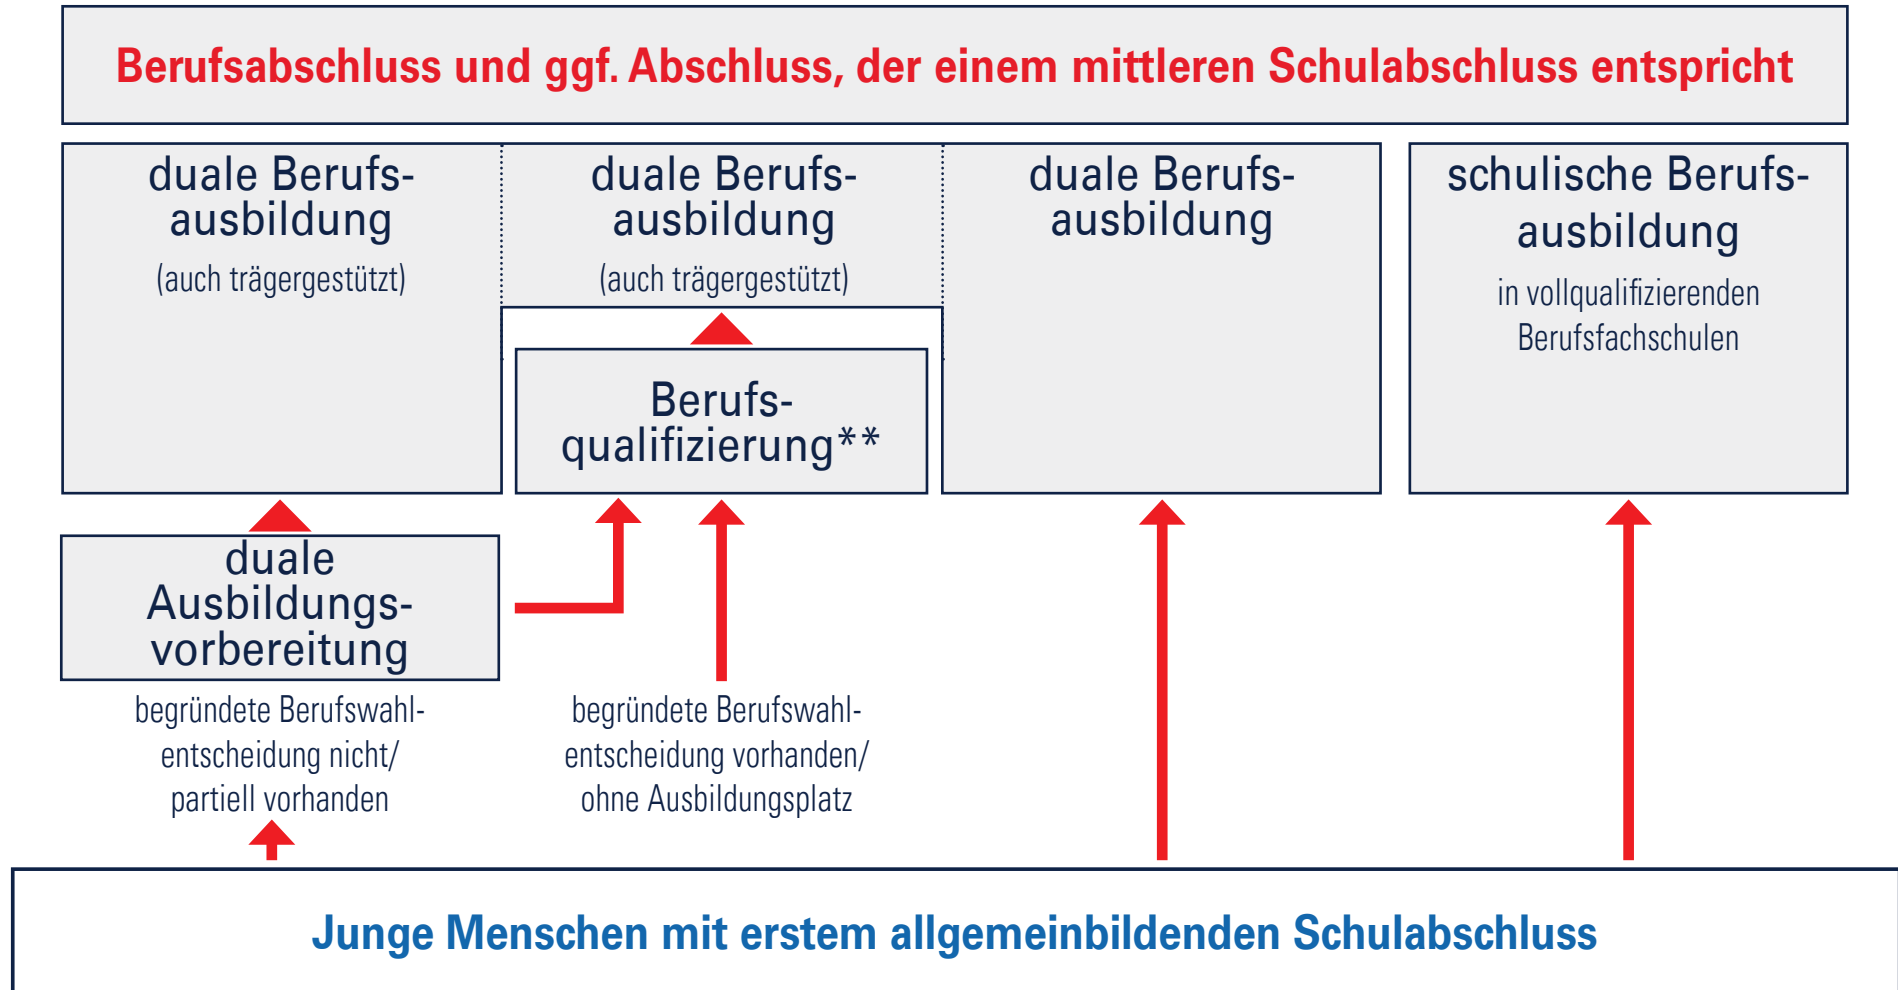 Berufsabschluss und ggf. Abschluss, der einem mittleren Schulabschluss entspricht
duale Berufs-
ausbildung
(auch trägergestützt)
duale Berufs-
ausbildung
(auch trägergestützt)
duale Berufs-
ausbildung
schulische Berufs-
ausbildung
in vollqualifizierenden
Berufsfachschulen
Berufs-
qualifizierung**
duale
Ausbildungs-
vorbereitung
begründete Berufswahl-
entscheidung nicht/
partiell vorhanden
begründete Berufswahl-
entscheidung vorhanden/
ohne Ausbildungsplatz
Junge Menschen mit erstem allgemeinbildenden Schulabschluss